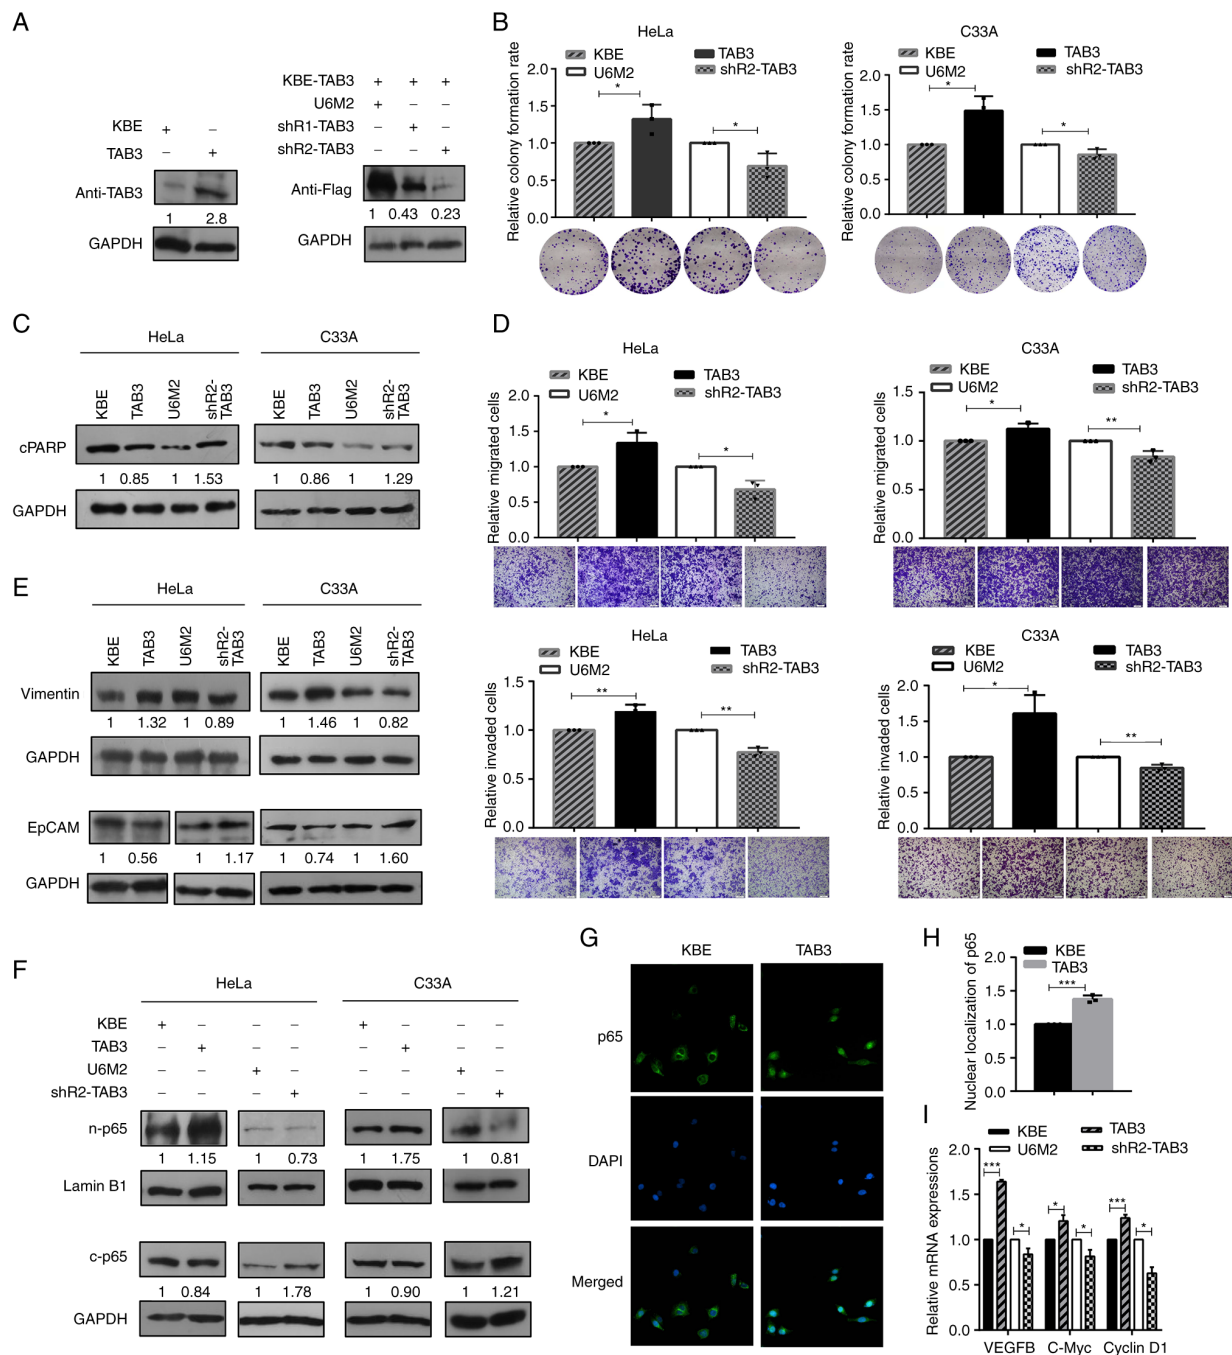 A
KBE + −
TAB3 − +
Anti-TAB3
1 2.8
GAPDH
KBE-TAB3 + + +
U6M2 + − −
shR1-TAB3 − + −
shR2-TAB3 − − +
Anti-Flag
1 0.43 0.23
GAPDH
B
HeLa
KBE TAB3
U6M2 shR2-TAB3
Relative colony formation rate
2.0
1.5
1.0
0.5
0.0
* *
C33A
KBE TAB3
U6M2 shR2-TAB3
Relative colony formation rate
2.0
1.5
1.0
0.5
0.0
* *
C
HeLa C33A
KBE TAB3 U6M2 shR2-TAB3 KBE TAB3 U6M2 shR2-TAB3
cPARP
1 0.85 1 1.53 1 0.86 1 1.29
GAPDH
D
HeLa
KBE TAB3
U6M2 shR2-TAB3
Relative migrated cells
2.0
1.5
1.0
0.5
0.0
* *
C33A
KBE TAB3
U6M2 shR2-TAB3
Relative migrated cells
1.5
1.0
0.5
0.0
* **
HeLa
KBE TAB3
U6M2 shR2-TAB3
Relative invaded cells
1.5
1.0
0.5
0.0
** **
C33A
KBE TAB3
U6M2 shR2-TAB3
Relative invaded cells
2.0
1.5
1.0
0.5
0.0
* **
E
HeLa C33A
KBE TAB3 U6M2 shR2-TAB3 KBE TAB3 U6M2 shR2-TAB3
Vimentin
1 1.32 1 0.89 1 1.46 1 0.82
GAPDH
EpCAM
1 0.56 1 1.17 1 0.74 1 1.60
GAPDH
F
HeLa C33A
KBE + − − − + − − −
TAB3 − + − − − + − −
U6M2 − − + − − − + −
shR2-TAB3 − − − + − − − +
n-p65
1 1.15 1 0.73 1 1.75 1 0.81
Lamin B1
c-p65
1 0.84 1 1.78 1 0.90 1 1.21
GAPDH
G
KBE TAB3
p65
DAPI
Merged
H
KBE
TAB3
Nuclear localization of p65
2.0
1.5
1.0
0.5
0.0
***
I
KBE TAB3
U6M2 shR2-TAB3
Relative mRNA expressions
2.0
1.5
1.0
0.5
0.0
*** * * * *** *
VEGFB C-Myc Cyclin D1